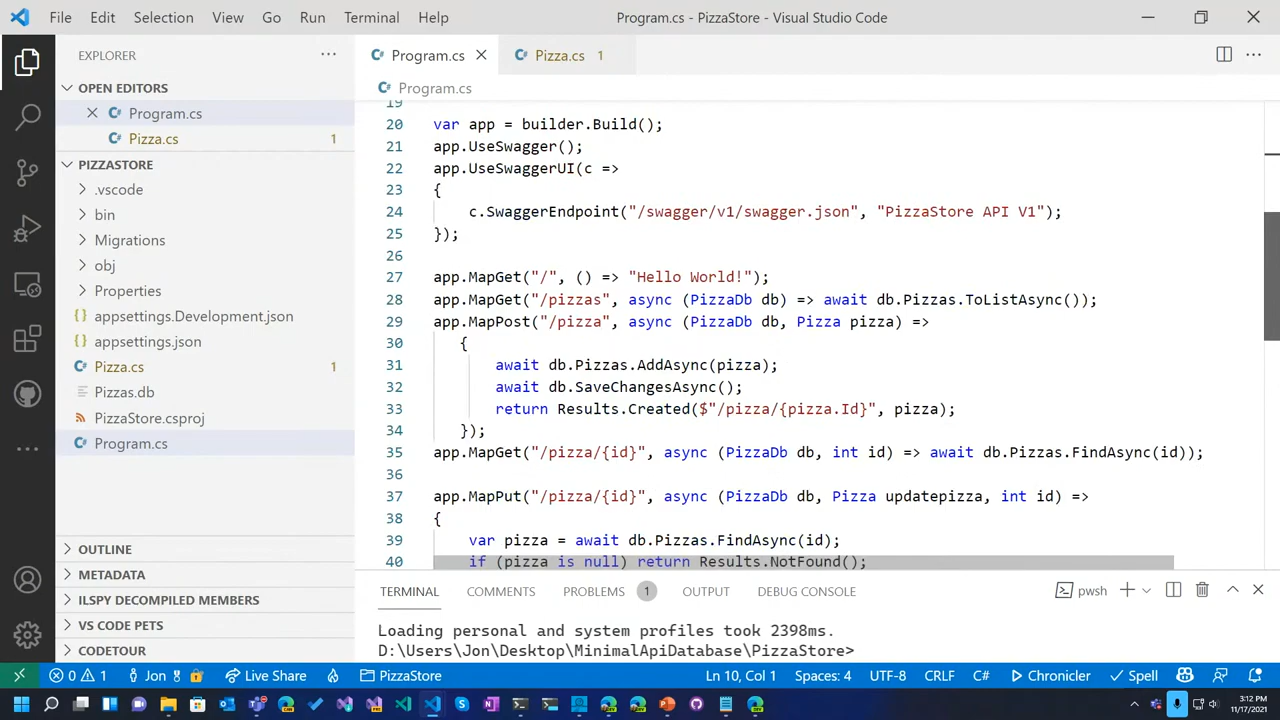 File Edit Selection View Go Run Terminal Help
Program.cs - PizzaStore - Visual Studio Code
EXPLORER
OPEN EDITORS
Program.cs
Pizza.cs 1
PIZZASTORE
.vscode
bin
Migrations
obj
Properties
{} appsettings.Development.json
{} appsettings.json
Pizza.cs 1
Pizzas.db
PizzaStore.csproj
Program.cs
OUTLINE
METADATA
ILSPY DECOMPILED MEMBERS
VS CODE PETS
CODETOUR
Program.cs
Pizza.cs 1
Program.cs
19
20 var app = builder.Build();
21 app.UseSwagger();
22 app.UseSwaggerUI(c =>
23 {
24 c.SwaggerEndpoint("/swagger/v1/swagger.json", "PizzaStore API V1");
25 });
26
27 app.MapGet("/", () => "Hello World!");
28 app.MapGet("/pizzas", async (PizzaDb db) => await db.Pizzas.ToListAsync());
29 app.MapPost("/pizza", async (PizzaDb db, Pizza pizza) =>
30 {
31 await db.Pizzas.AddAsync(pizza);
32 await db.SaveChangesAsync();
33 return Results.Created($"/pizza/{pizza.Id}", pizza);
34 });
35 app.MapGet("/pizza/{id}", async (PizzaDb db, int id) => await db.Pizzas.FindAsync(id));
36
37 app.MapPut("/pizza/{id}", async (PizzaDb db, Pizza updatepizza, int id) =>
38 {
39 var pizza = await db.Pizzas.FindAsync(id);
40 if (pizza is null) return Results.NotFound();
TERMINAL COMMENTS PROBLEMS 1 OUTPUT DEBUG CONSOLE
pwsh
Loading personal and system profiles took 2398ms.
D:\Users\Jon\Desktop\MinimalApiDatabase\PizzaStore>
0 1 Jon Live Share PizzaStore Ln 10, Col 1 Spaces: 4 UTF-8 CRLF C# Chronicler Spell
3:12 PM
11/17/2021